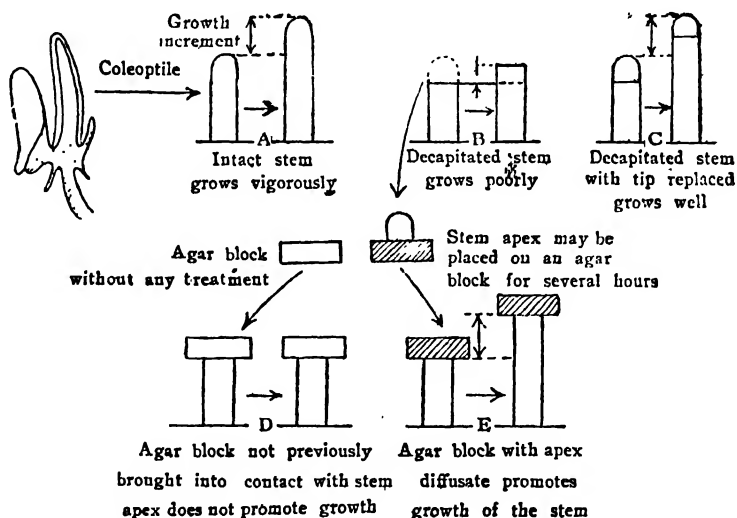 Growth
increment
Coleoptile
A
Intact stem
grows vigorously
B
Decapitated stem
grows poorly
C
Decapitated stem
with tip replaced
grows well
Agar block
without any treatment
Stem apex may be
placed on an agar
block for several hours
D
Agar block not previously
brought into contact with stem
apex does not promote growth
E
Agar block with apex
diffusate promotes
growth of the stem